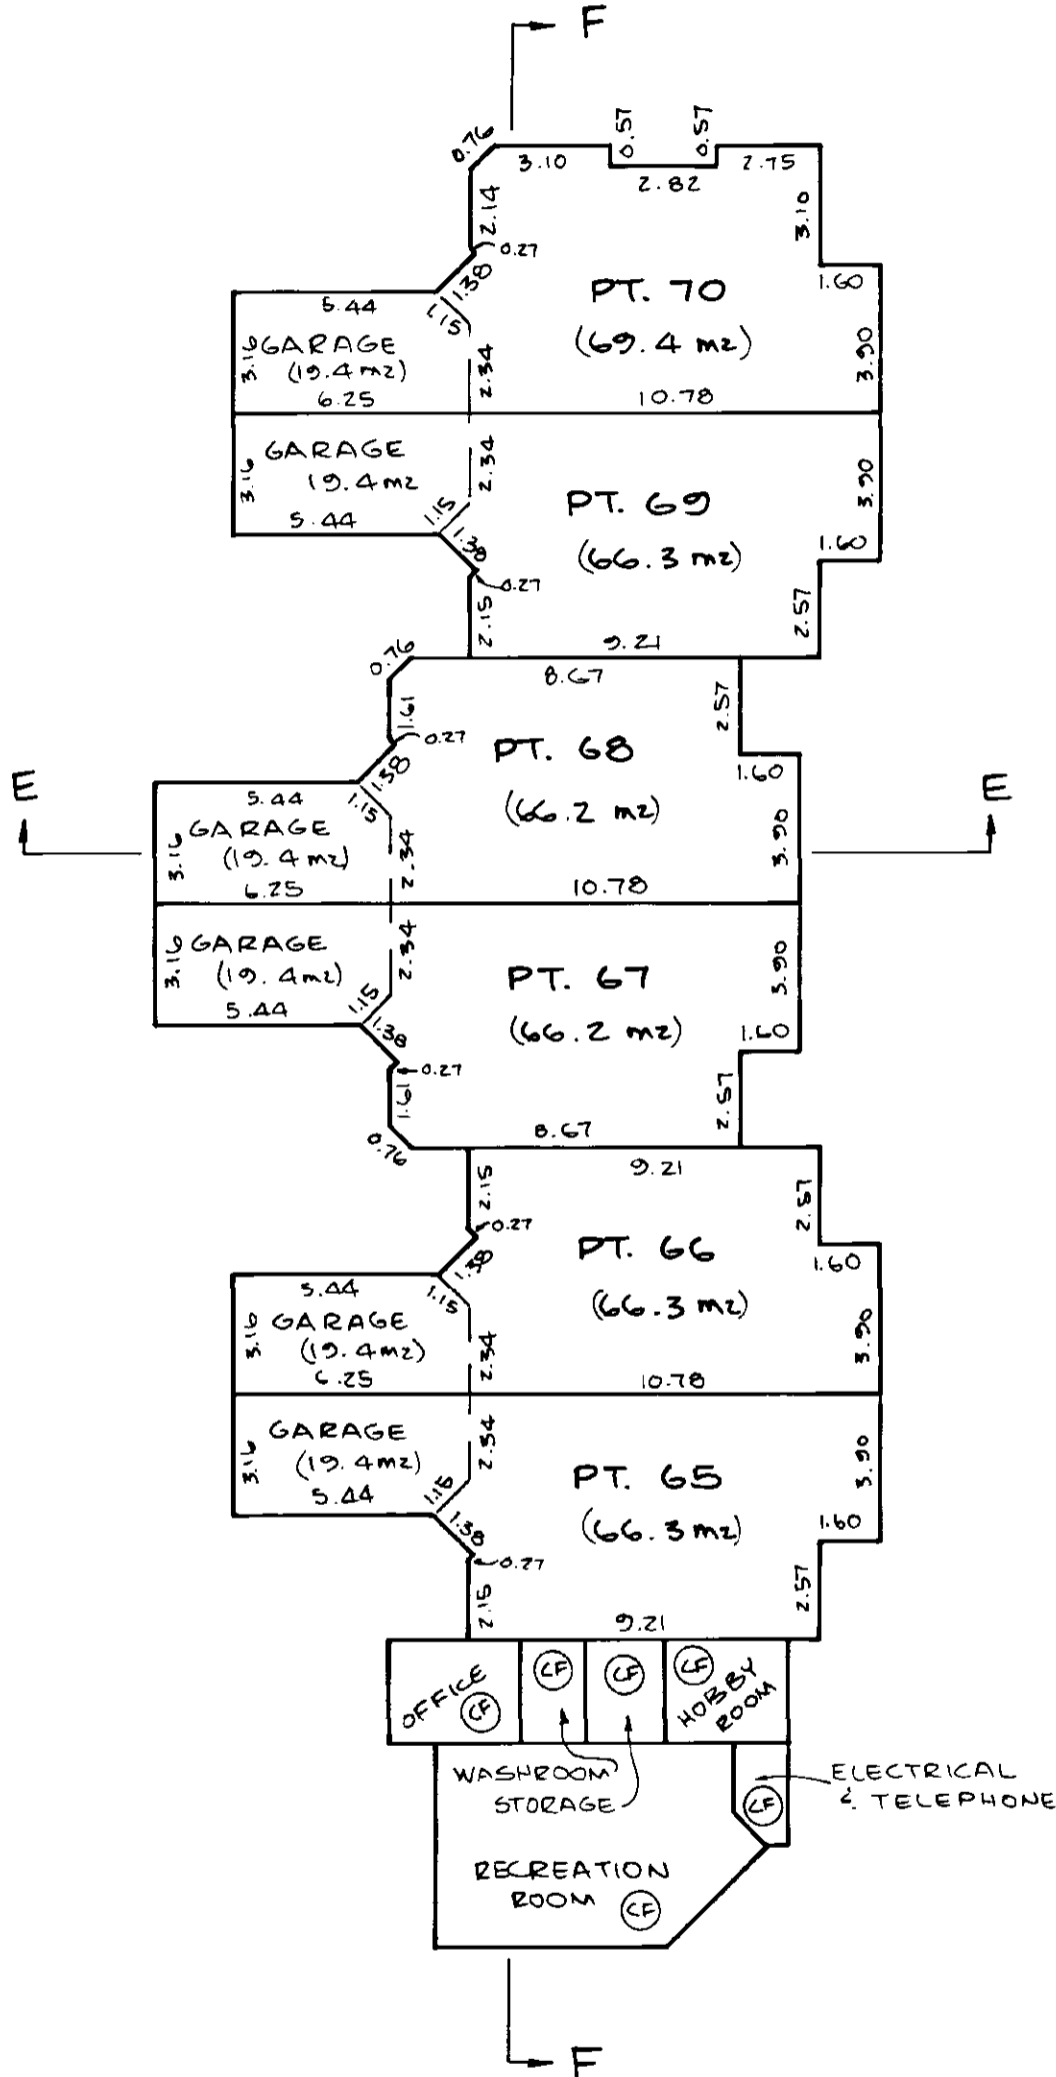 F
0.76
3.10
0.57
0.57
2.82
2.75
2.14
3.10
0.27
1.38
1.15
1.60
5.44
PT. 70
(69.4 m2)
3.16
GARAGE
(19.4 m2)
6.25
2.34
3.90
10.78
GARAGE
19.4 m2
3.16
5.44
2.34
1.15
1.38
0.27
2.15
PT. 69
(66.3 m2)
3.90
1.60
2.57
9.21
0.76
8.67
1.61
0.27
2.57
1.38
1.15
1.60
PT. 68
(66.2 m2)
E
E
5.44
3.16
GARAGE
(19.4 m2)
6.25
2.34
3.90
10.78
3.16
GARAGE
(19.4 m2)
5.44
2.34
1.15
1.38
0.27
1.61
0.76
PT. 67
(66.2 m2)
3.90
1.60
2.57
8.67
9.21
2.15
0.27
2.57
1.38
1.15
1.60
PT. 66
(66.3 m2)
5.44
3.16
GARAGE
(19.4 m2)
6.25
2.34
3.90
10.78
3.16
GARAGE
(19.4 m2)
5.44
2.34
1.15
1.38
0.27
2.15
PT. 65
(66.3 m2)
3.90
1.60
2.57
9.21
OFFICE
CF
CF
CF
CF
HOBBY
ROOM
WASHROOM
STORAGE
ELECTRICAL
& TELEPHONE
CF
RECREATION
ROOM
CF
F